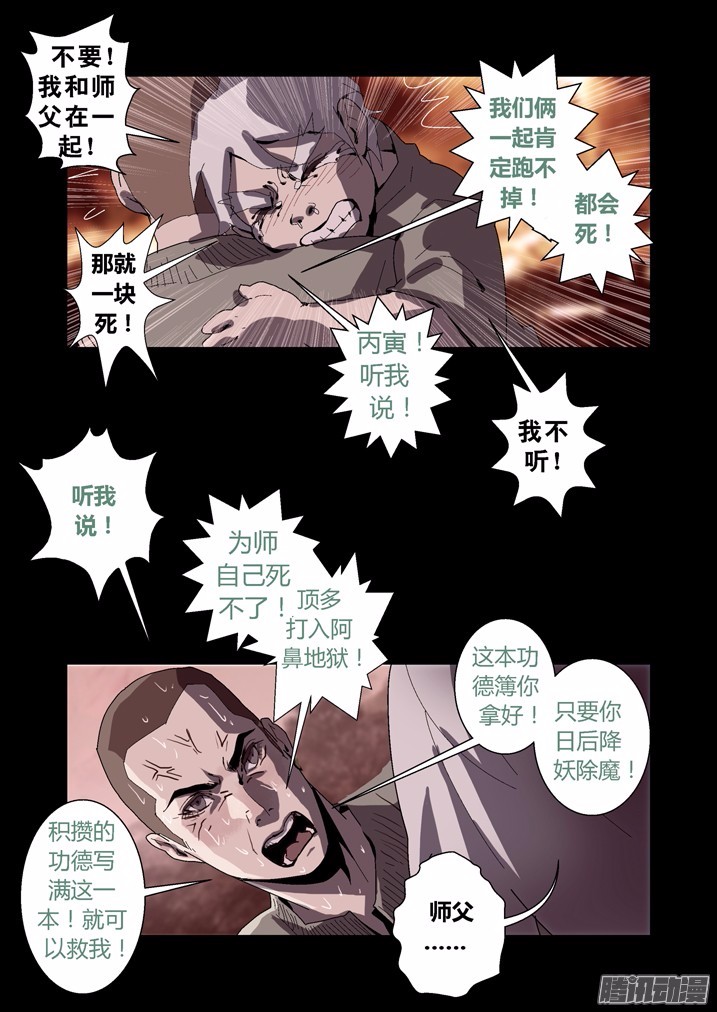 不要！
我和师
父在一
起！
我们俩
一起肯
定跑不
掉！
都会
死！
那就
一块
死！
丙寅！
听我
说！
我不
听！
听我
说！
为师
自己死
不了！
顶多
打入阿
鼻地狱！
这本功
德簿你
拿好！
只要你
日后降
妖除魔！
积攒的
功德写
满这一
本！就可
以救我！
师父
……
腾讯动漫